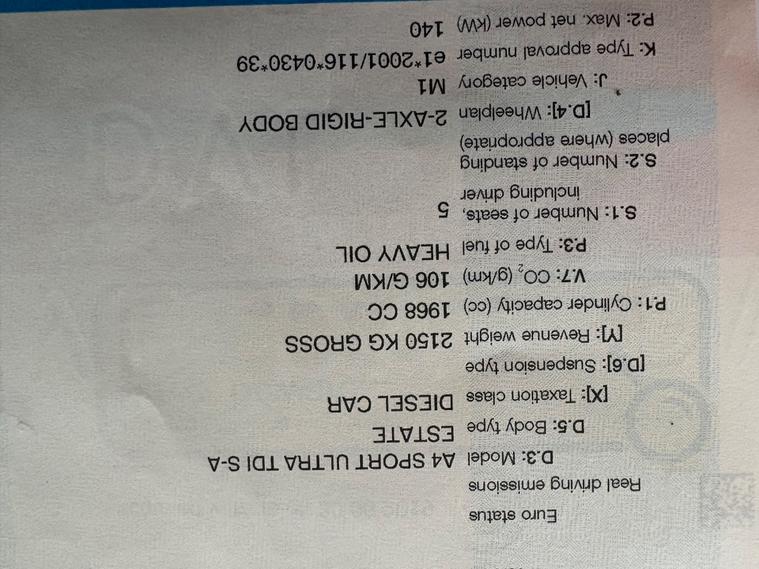 Euro status
Real driving emissions
D.3: Model A4 SPORT ULTRA TDI S-A
D.5: Body type ESTATE
[X]: Taxation class DIESEL CAR
[D.6]: Suspension type
[Y]: Revenue weight 2150 KG GROSS
P.1: Cylinder capacity (cc) 1968 CC
V.7: CO₂ (g/km) 106 G/KM
P.3: Type of fuel HEAVY OIL
S.1: Number of seats, including driver 5
S.2: Number of standing
places (where appropriate)
[D.4]: Wheelplan 2-AXLE-RIGID BODY
J: Vehicle category M1
K: Type approval number e1*2001/116*0430*39
P.2: Max. net power (kW) 140